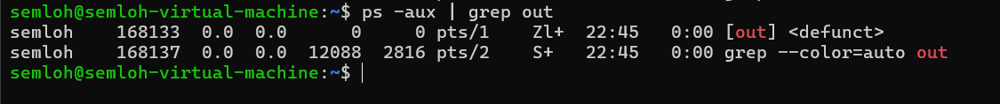 semloh@semloh-virtual-machine:~$ ps -aux | grep out
semloh    168133  0.0  0.0      0     0 pts/1    Zl+  22:45   0:00 [out] <defunct>
semloh    168137  0.0  0.0  12088  2816 pts/2    S+   22:45   0:00 grep --color=auto out
semloh@semloh-virtual-machine:~$